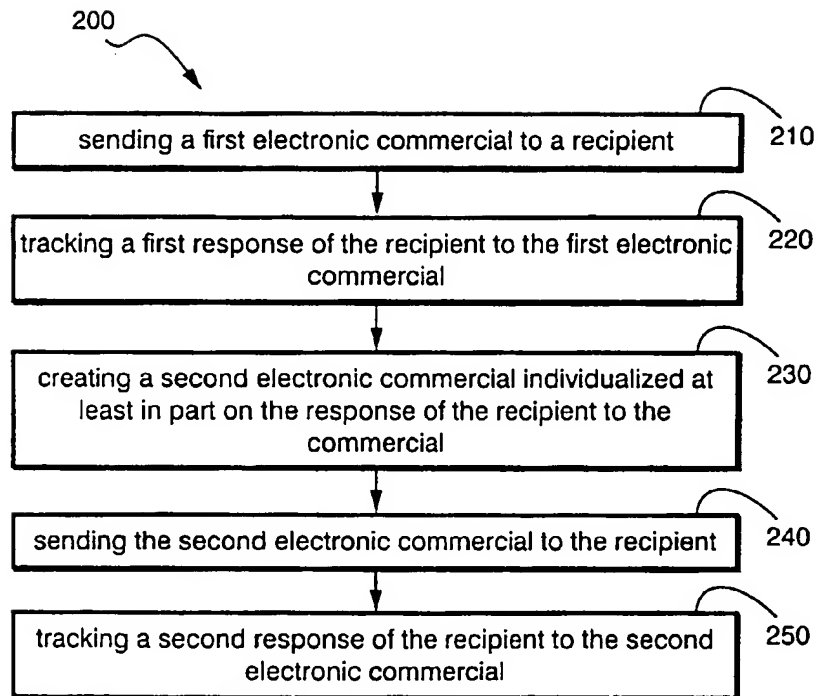 200
sending a first electronic commercial to a recipient
210
tracking a first response of the recipient to the first electronic
commercial
220
creating a second electronic commercial individualized at
least in part on the response of the recipient to the
commercial
230
sending the second electronic commercial to the recipient
240
tracking a second response of the recipient to the second
electronic commercial
250